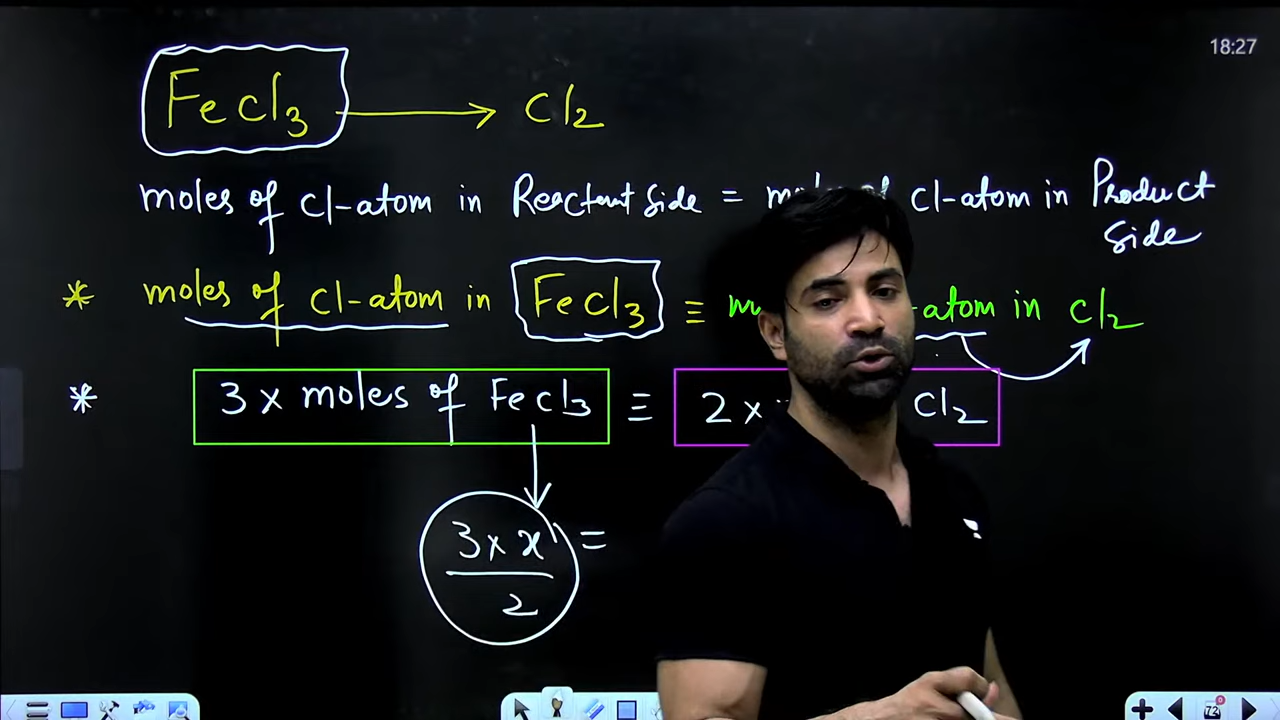 18:27
FeCl3 → Cl2
moles of Cl-atom in Reactant Side = of Cl-atom in Product
Side
* moles of Cl-atom in FeCl3 ≡ -atom in Cl2
* 3 x moles of FeCl3 ≡ 2 x Cl2
3 x x =
2
72